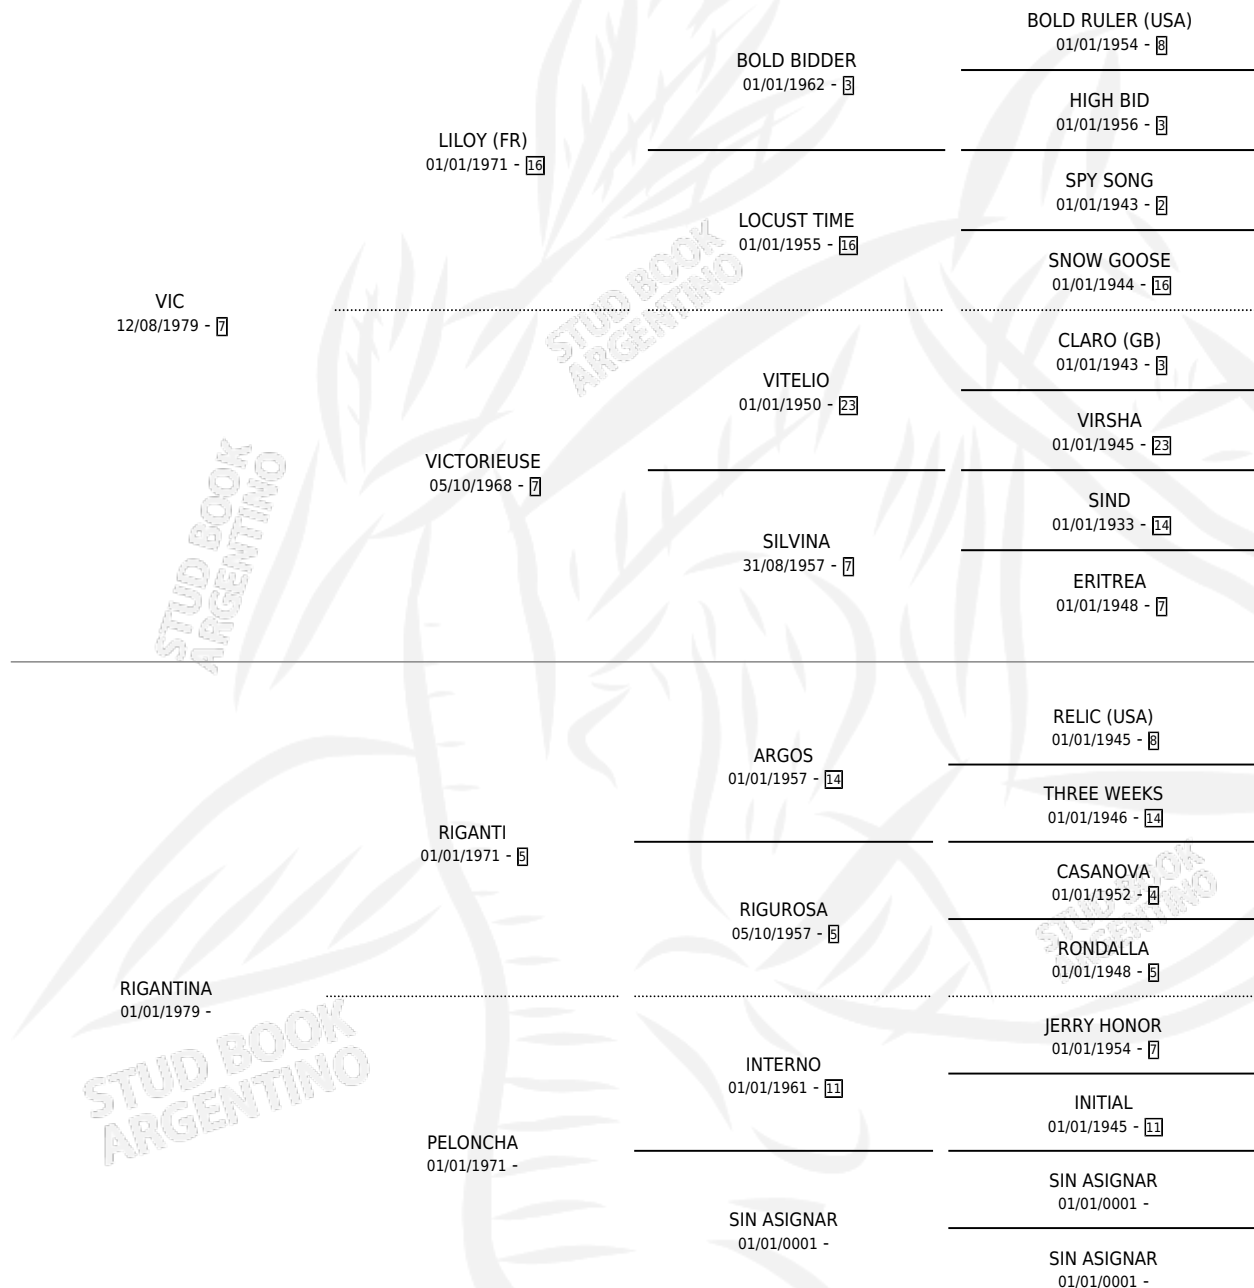 BOLD RULER (USA)
01/01/1954 - 8
BOLD BIDDER
01/01/1962 - 3
HIGH BID
01/01/1956 - 3
LILOY (FR)
01/01/1971 - 16
SPY SONG
01/01/1943 - 2
LOCUST TIME
01/01/1955 - 16
SNOW GOOSE
01/01/1944 - 16
VIC
12/08/1979 - 7
STUD BOOK
ARGENTINO
CLARO (GB)
01/01/1943 - 3
VITELIO
01/01/1950 - 23
VIRSHA
01/01/1945 - 23
VICTORIEUSE
05/10/1968 - 7
SIND
01/01/1933 - 14
SILVINA
31/08/1957 - 7
ERITREA
01/01/1948 - 7
STUD BOOK
ARGENTINO
RELIC (USA)
01/01/1945 - 8
ARGOS
01/01/1957 - 14
THREE WEEKS
01/01/1946 - 14
RIGANTI
01/01/1971 - 5
CASANOVA
01/01/1952 - 4
RIGUROSA
05/10/1957 - 5
RONDALLA
01/01/1948 - 5
STUD BOOK
ARGENTINO
RIGANTINA
01/01/1979 -
STUD BOOK
ARGENTINO
JERRY HONOR
01/01/1954 - 7
INTERNO
01/01/1961 - 11
INITIAL
01/01/1945 - 11
PELONCHA
01/01/1971 -
SIN ASIGNAR
01/01/0001 -
SIN ASIGNAR
01/01/0001 -
SIN ASIGNAR
01/01/0001 -